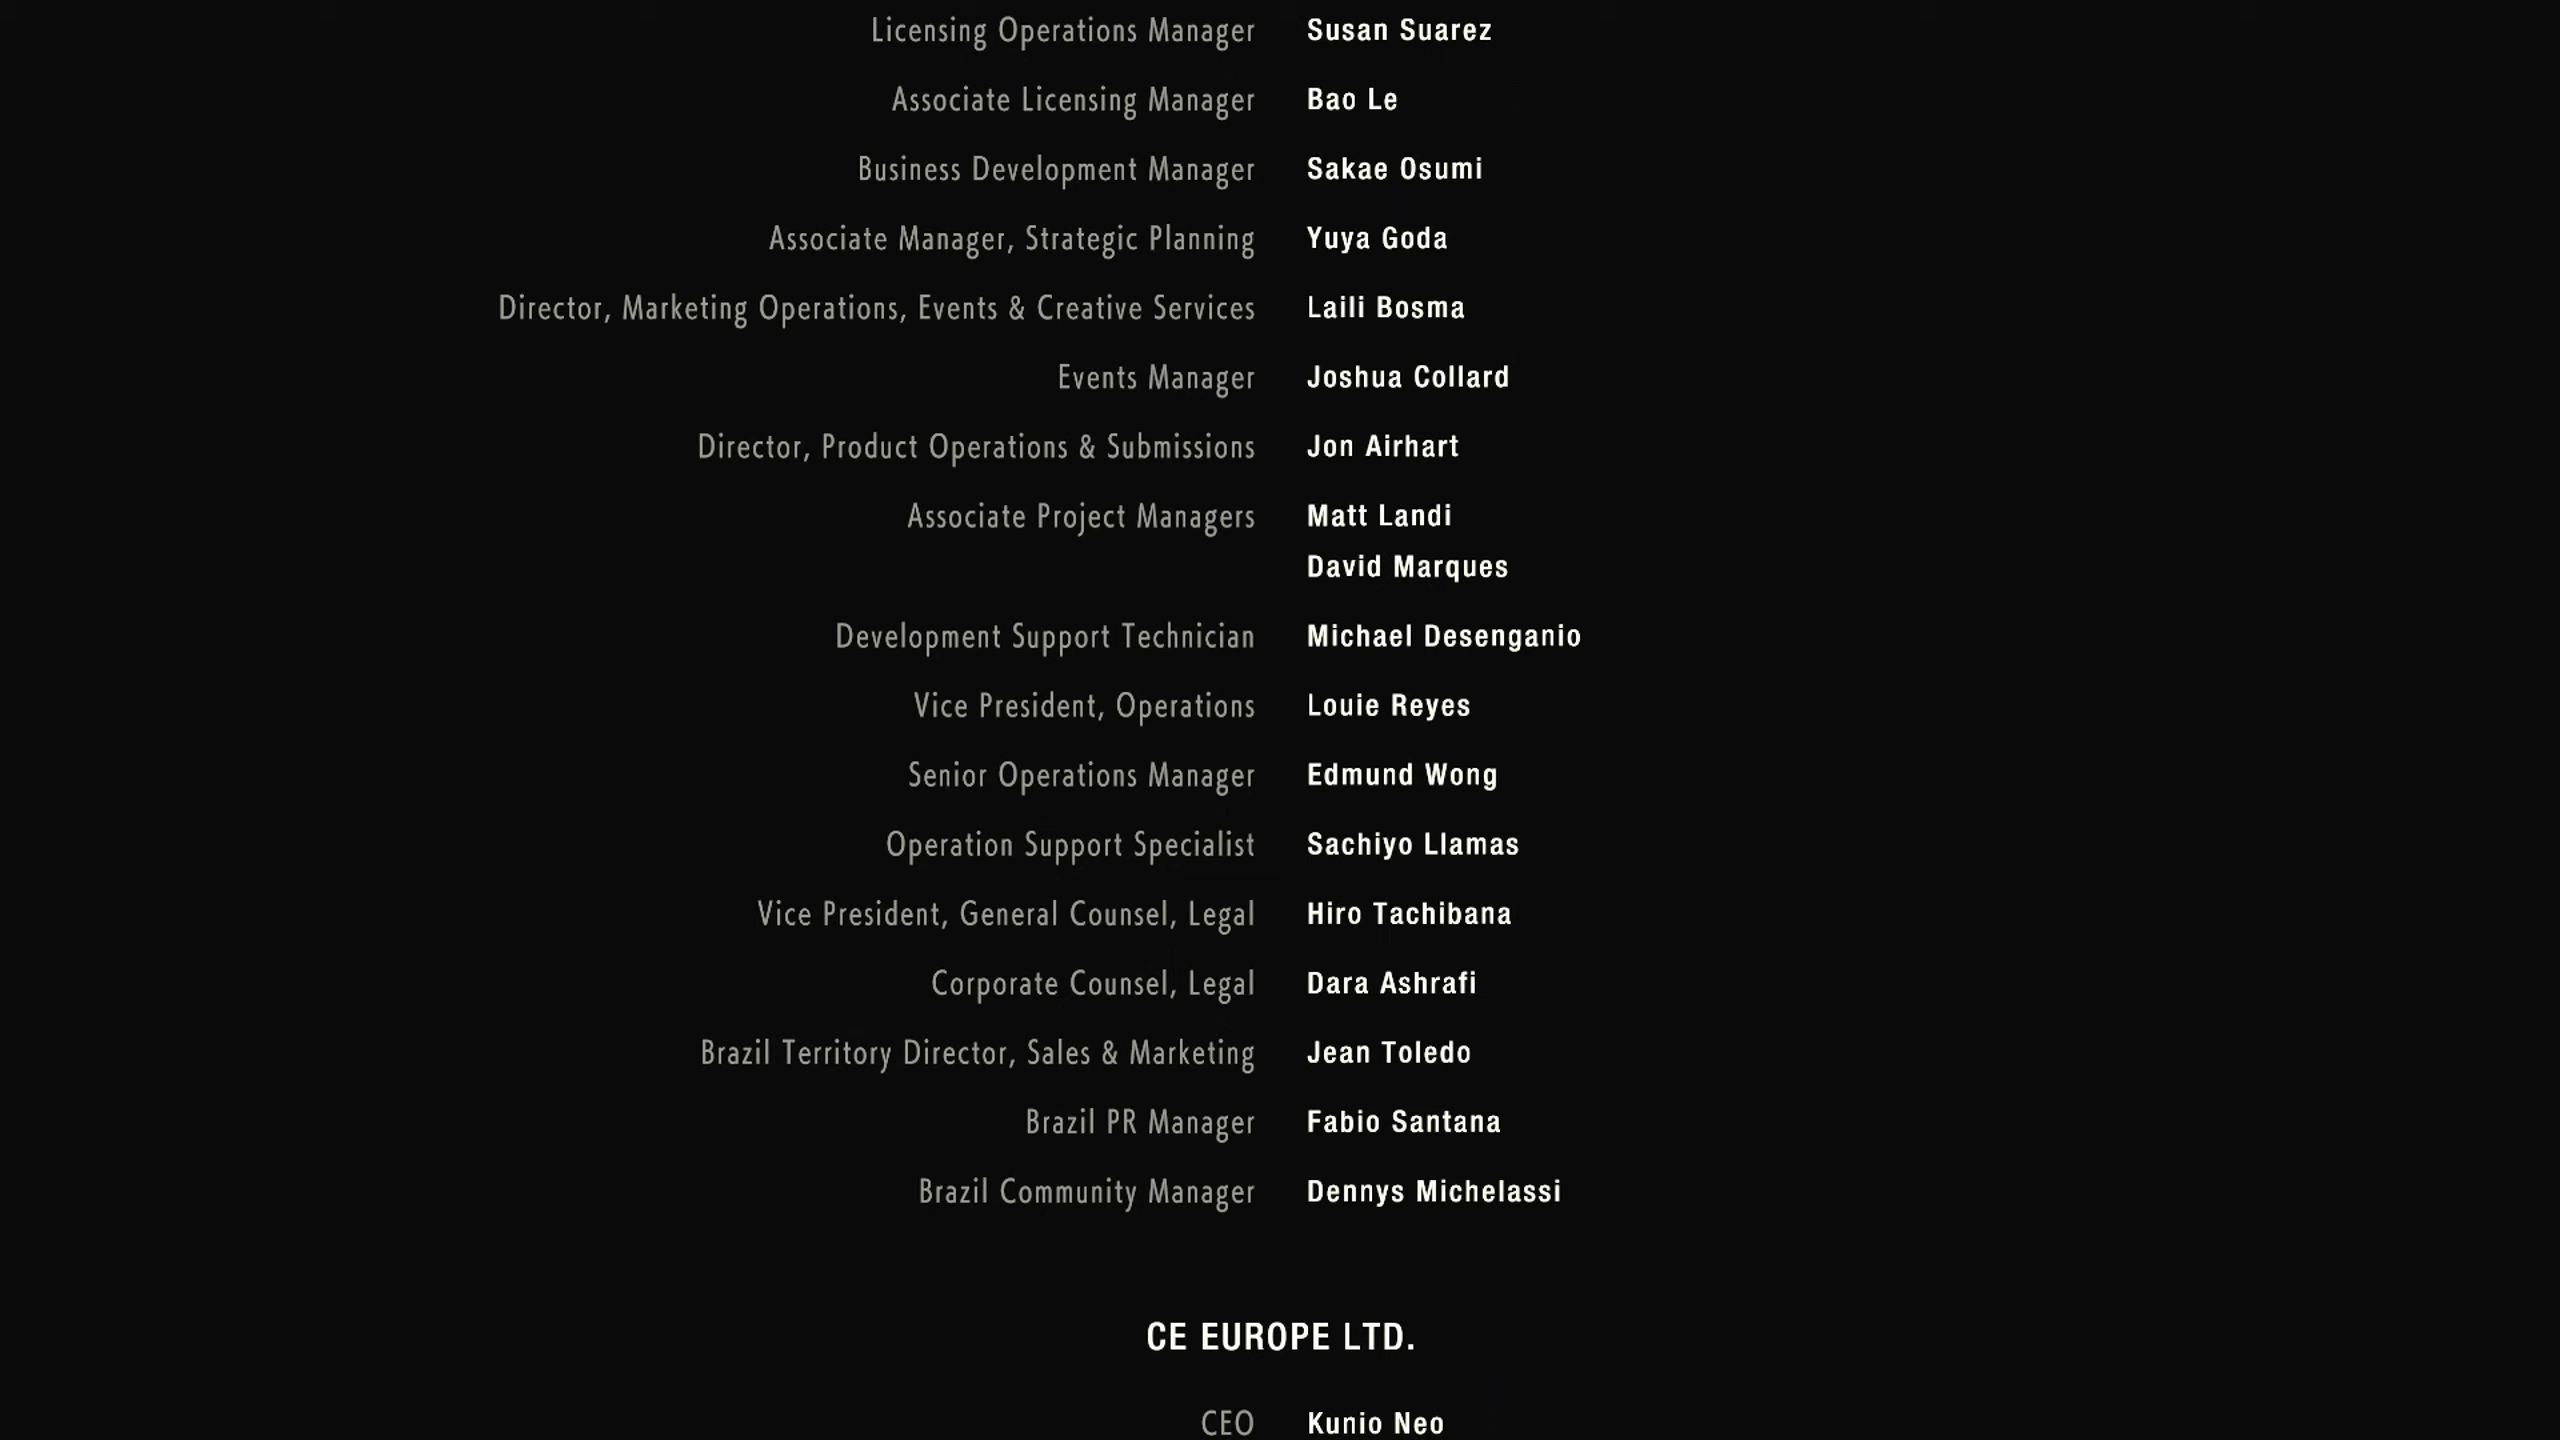 Licensing Operations Manager Susan Suarez
Associate Licensing Manager Bao Le
Business Development Manager Sakae Osumi
Associate Manager, Strategic Planning Yuya Goda
Director, Marketing Operations, Events & Creative Services Laili Bosma
Events Manager Joshua Collard
Director, Product Operations & Submissions Jon Airhart
Associate Project Managers Matt Landi
David Marques
Development Support Technician Michael Desenganio
Vice President, Operations Louie Reyes
Senior Operations Manager Edmund Wong
Operation Support Specialist Sachiyo Llamas
Vice President, General Counsel, Legal Hiro Tachibana
Corporate Counsel, Legal Dara Ashrafi
Brazil Territory Director, Sales & Marketing Jean Toledo
Brazil PR Manager Fabio Santana
Brazil Community Manager Dennys Michelassi
CE EUROPE LTD.
CEO Kunio Neo